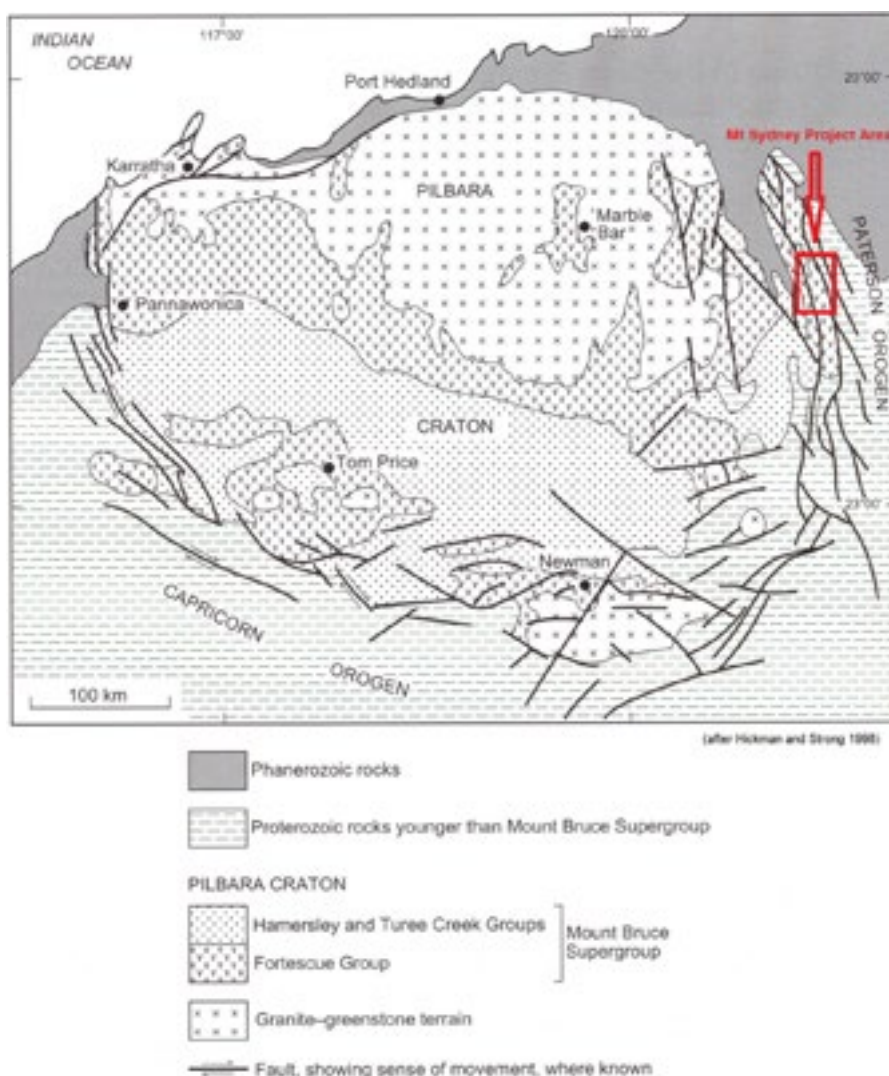 INDIAN
OCEAN
117°00'
120°00'
20°00'
Port Hedland
Mt Sydney Project Area
Karratha
PILBARA
Marble
Bar
PATERSON OROGEN
Pannawonica
CRATON
Tom Price
23°00'
Newman
CAPRICORN
OROGEN
100 km
(after Hickman and Strong 1998)
Phanerozoic rocks
Proterozoic rocks younger than Mount Bruce Supergroup
PILBARA CRATON
Hamersley and Turee Creek Groups
Mount Bruce
Supergroup
Fortescue Group
Granite–greenstone terrain
Fault, showing sense of movement, where known